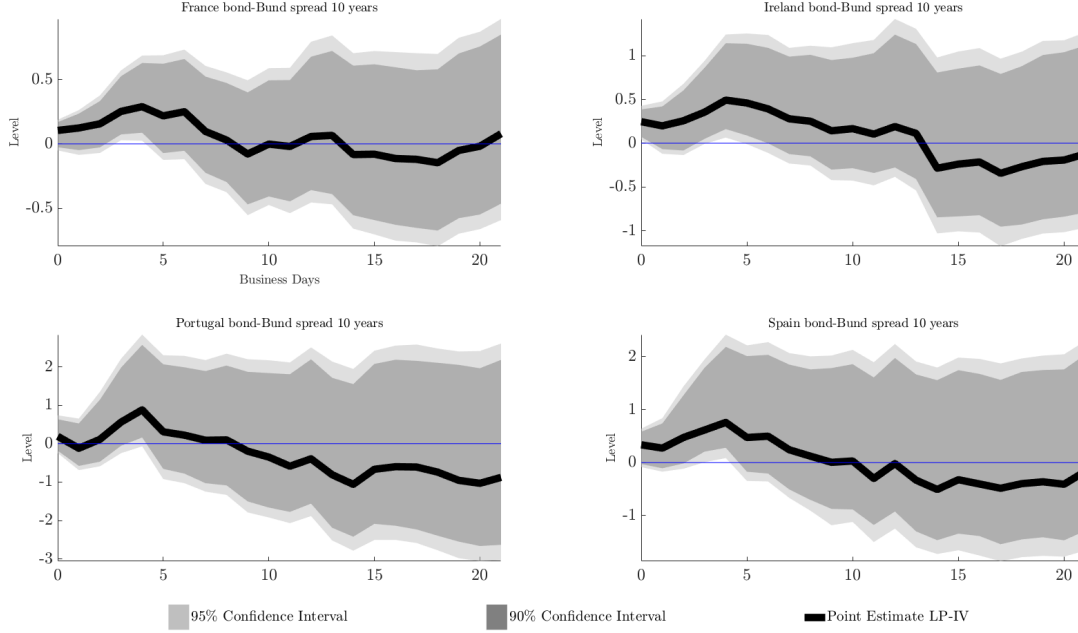 France bond-Bund spread 10 years
Level
0.5
0
-0.5
0 5 10 15 20
Business Days
Ireland bond-Bund spread 10 years
Level
1
0.5
0
-0.5
-1
0 5 10 15 20
Portugal bond-Bund spread 10 years
Level
2
1
0
-1
-2
-3
0 5 10 15 20
Spain bond-Bund spread 10 years
Level
2
1
0
-1
0 5 10 15 20
95% Confidence Interval 90% Confidence Interval Point Estimate LP-IV